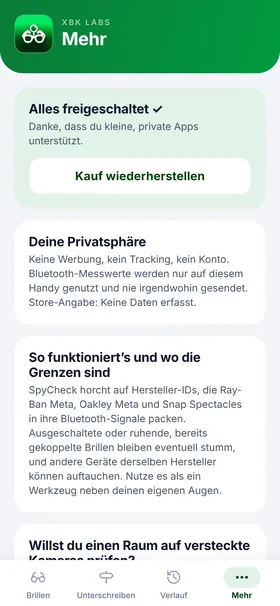 XBK LABS
Mehr
Alles freigeschaltet ✓
Danke, dass du kleine, private Apps
unterstützt.
Kauf wiederherstellen
Deine Privatsphäre
Keine Werbung, kein Tracking, kein Konto.
Bluetooth-Messwerte werden nur auf diesem
Handy genutzt und nie irgendwohin gesendet.
Store-Angabe: Keine Daten erfasst.
So funktioniert's und wo die
Grenzen sind
SpyCheck horcht auf Hersteller-IDs, die Ray-
Ban Meta, Oakley Meta und Snap Spectacles
in ihre Bluetooth-Signale packen.
Ausgeschaltete oder ruhende, bereits
gekoppelte Brillen bleiben eventuell stumm,
und andere Geräte derselben Hersteller
können auftauchen. Nutze es als ein
Werkzeug neben deinen eigenen Augen.
Willst du einen Raum auf versteckte
Kameras prüfen?
Brillen
Unterschreiben
Verlauf
Mehr